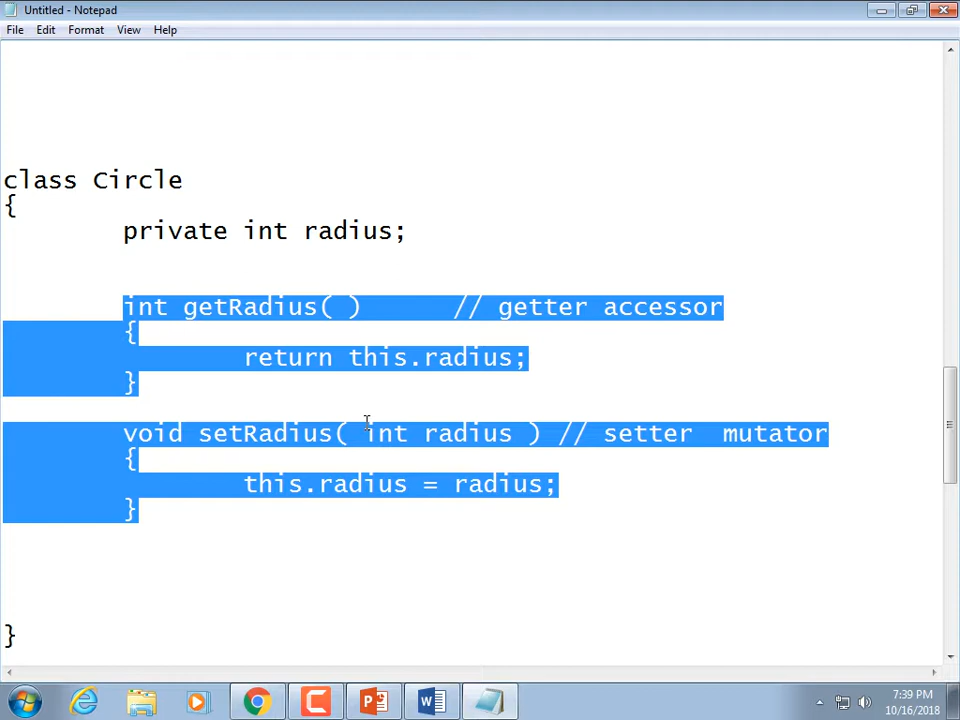 Untitled - Notepad
File Edit Format View Help
class Circle
{
private int radius;
int getRadius( ) // getter accessor
{
return this.radius;
}
void setRadius( int radius ) // setter mutator
{
this.radius = radius;
}
}
7:39 PM
10/16/2018